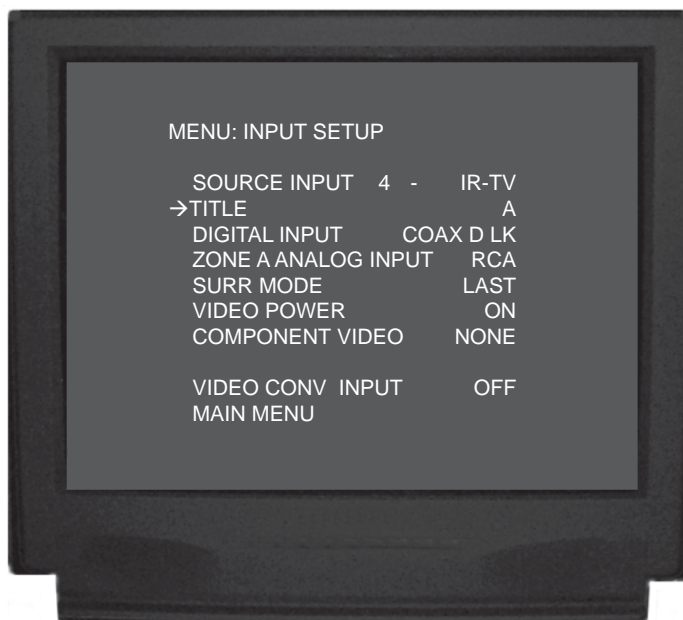 MENU: INPUT SETUP
SOURCE INPUT 4 - IR-TV
→TITLE A
DIGITAL INPUT COAX D LK
ZONE A ANALOG INPUT RCA
SURR MODE LAST
VIDEO POWER ON
COMPONENT VIDEO NONE
VIDEO CONV INPUT OFF
MAIN MENU